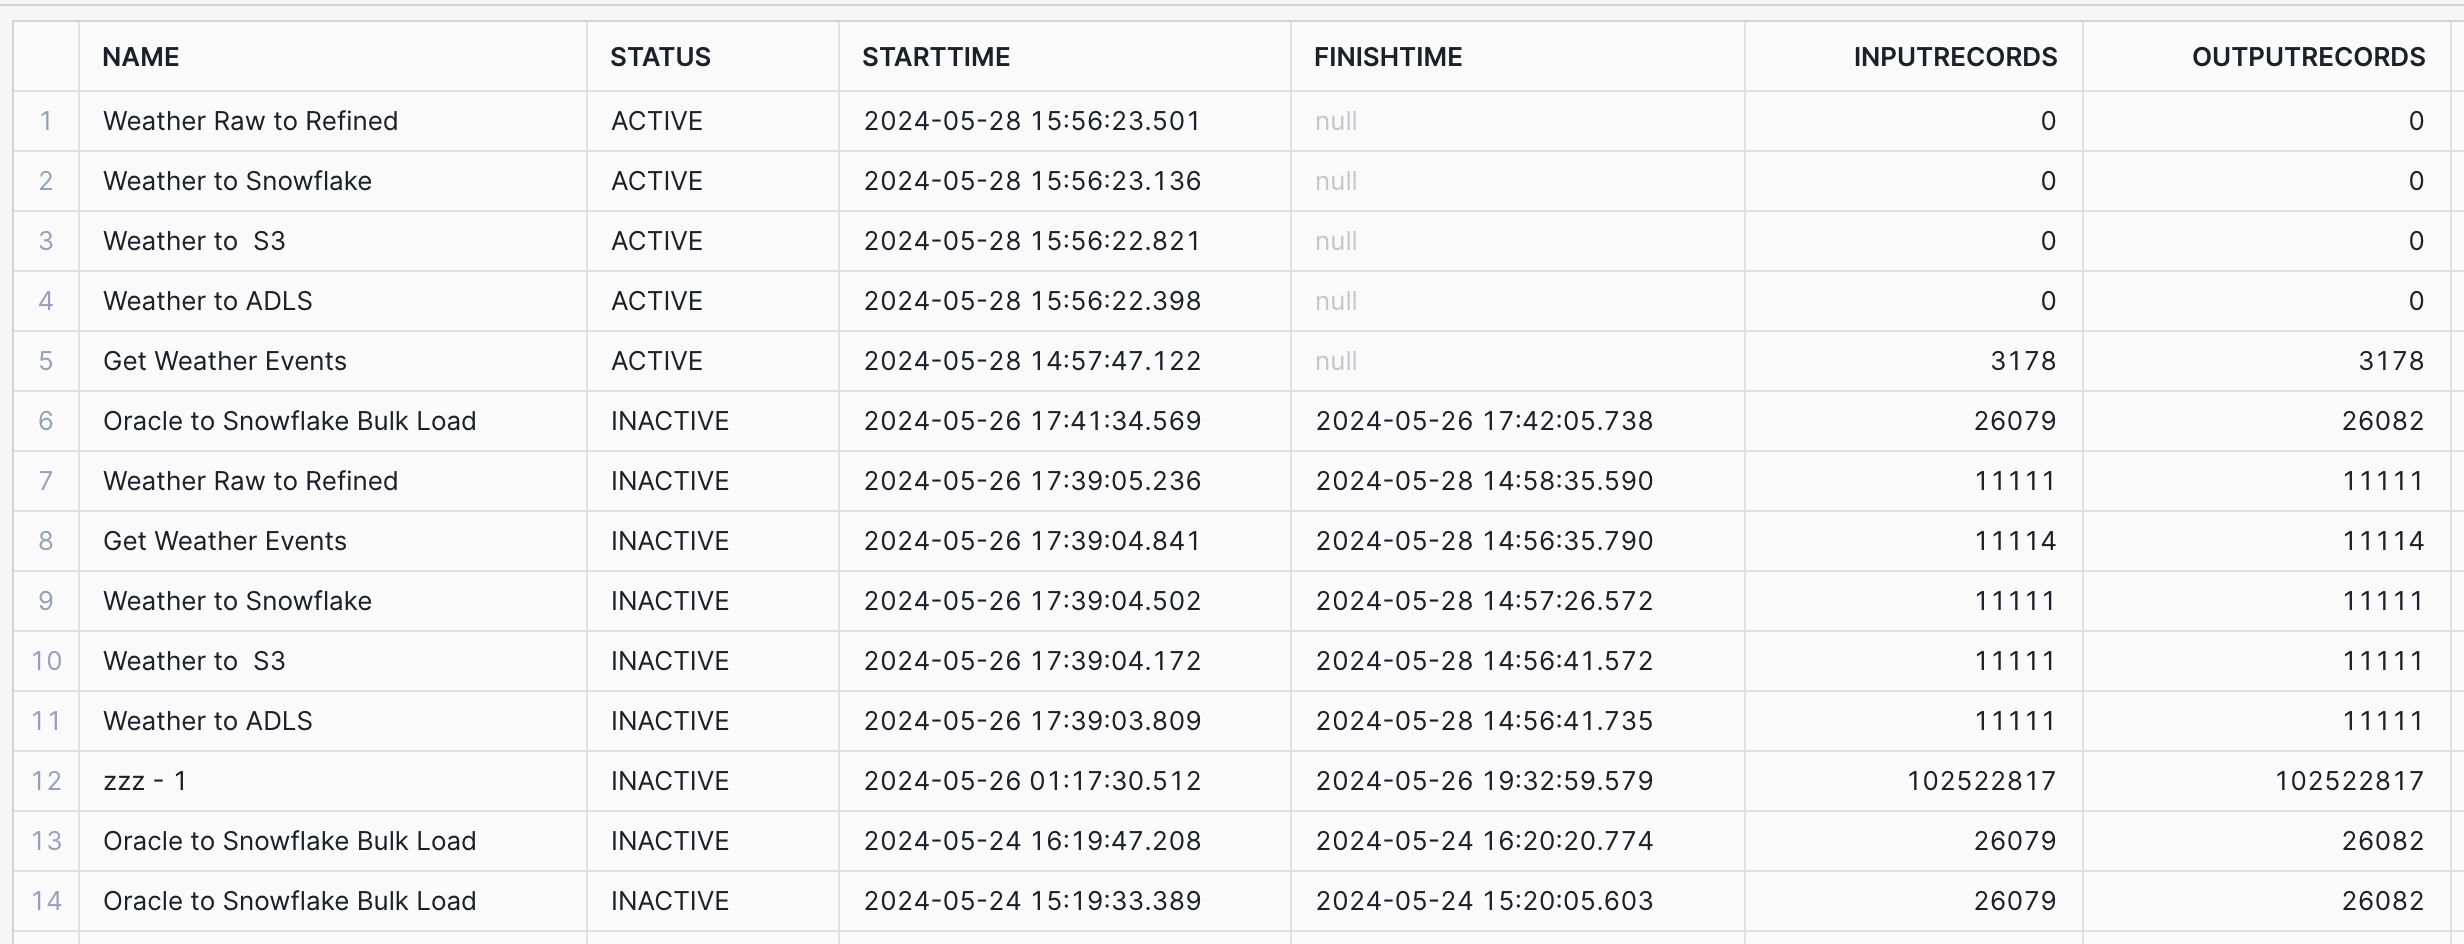 NAME STATUS STARTTIME FINISHTIME INPUTRECORDS OUTPUTRECORDS
1 Weather Raw to Refined ACTIVE 2024-05-28 15:56:23.501 null 0 0
2 Weather to Snowflake ACTIVE 2024-05-28 15:56:23.136 null 0 0
3 Weather to  S3 ACTIVE 2024-05-28 15:56:22.821 null 0 0
4 Weather to ADLS ACTIVE 2024-05-28 15:56:22.398 null 0 0
5 Get Weather Events ACTIVE 2024-05-28 14:57:47.122 null 3178 3178
6 Oracle to Snowflake Bulk Load INACTIVE 2024-05-26 17:41:34.569 2024-05-26 17:42:05.738 26079 26082
7 Weather Raw to Refined INACTIVE 2024-05-26 17:39:05.236 2024-05-28 14:58:35.590 11111 11111
8 Get Weather Events INACTIVE 2024-05-26 17:39:04.841 2024-05-28 14:56:35.790 11114 11114
9 Weather to Snowflake INACTIVE 2024-05-26 17:39:04.502 2024-05-28 14:57:26.572 11111 11111
10 Weather to  S3 INACTIVE 2024-05-26 17:39:04.172 2024-05-28 14:56:41.572 11111 11111
11 Weather to ADLS INACTIVE 2024-05-26 17:39:03.809 2024-05-28 14:56:41.735 11111 11111
12 zzz - 1 INACTIVE 2024-05-26 01:17:30.512 2024-05-26 19:32:59.579 102522817 102522817
13 Oracle to Snowflake Bulk Load INACTIVE 2024-05-24 16:19:47.208 2024-05-24 16:20:20.774 26079 26082
14 Oracle to Snowflake Bulk Load INACTIVE 2024-05-24 15:19:33.389 2024-05-24 15:20:05.603 26079 26082